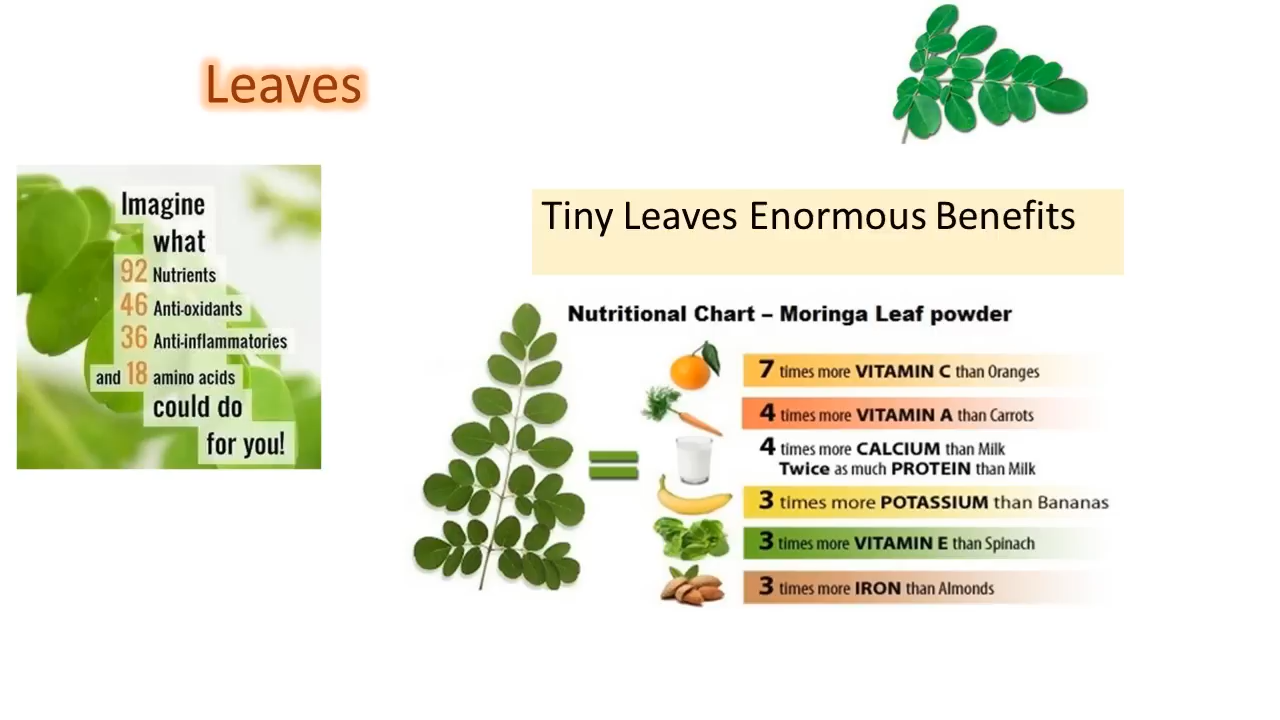 Leaves
Imagine
what
92 Nutrients
46 Anti-oxidants
36 Anti-inflammatories
and 18 amino acids
could do
for you!
Tiny Leaves Enormous Benefits
Nutritional Chart – Moringa Leaf powder
7 times more VITAMIN C than Oranges
4 times more VITAMIN A than Carrots
4 times more CALCIUM than Milk
Twice as much PROTEIN than Milk
3 times more POTASSIUM than Bananas
3 times more VITAMIN E than Spinach
3 times more IRON than Almonds